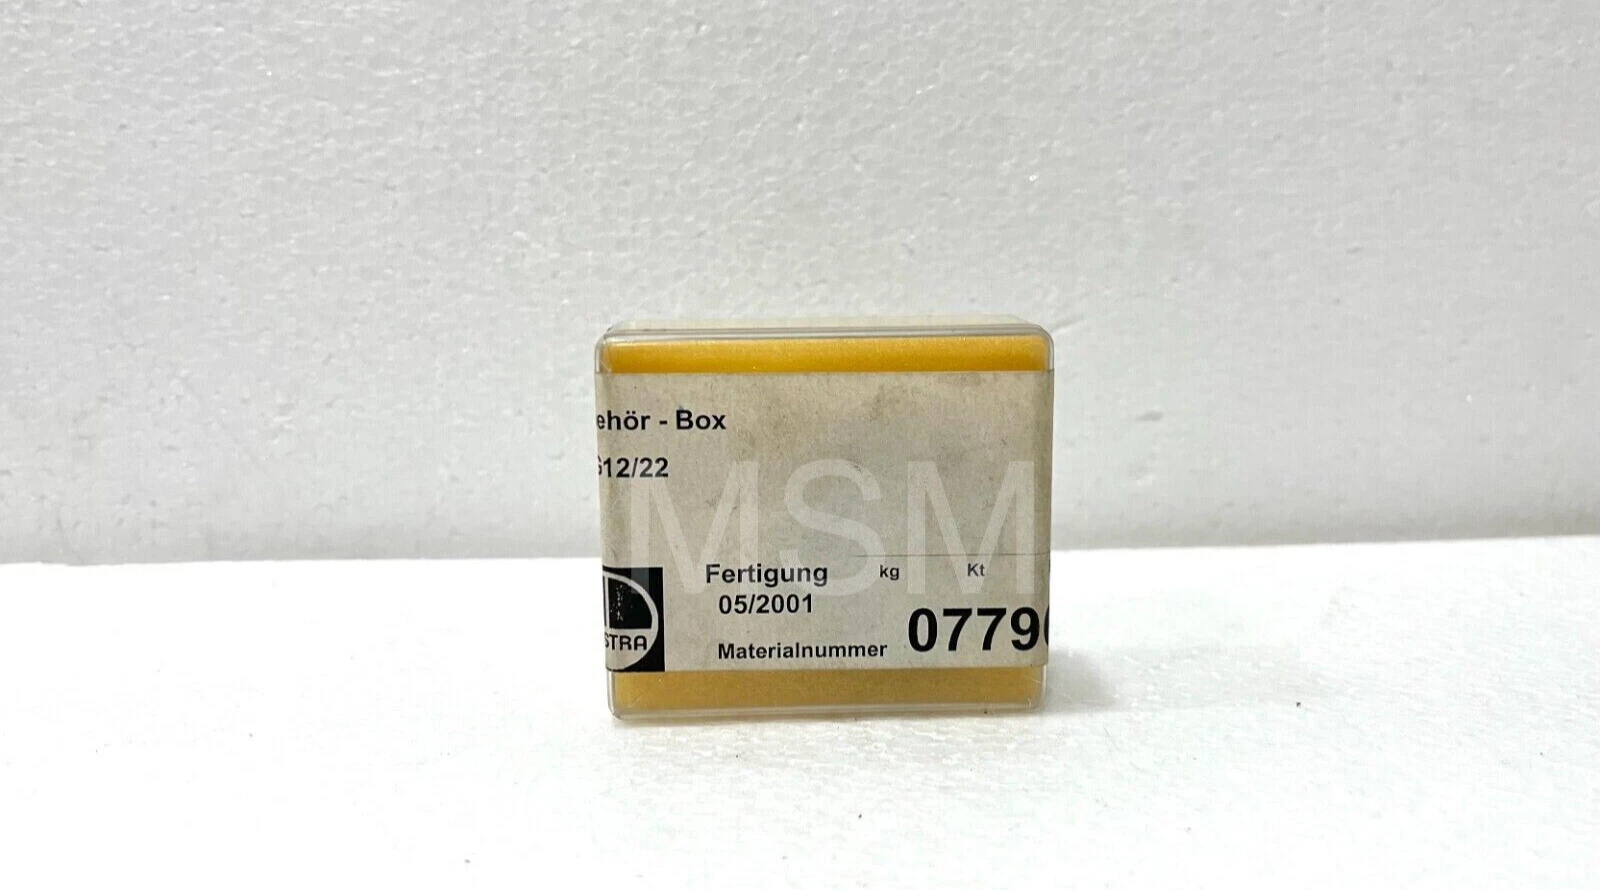 ehör - Box
G12/22
MSM
Fertigung kg Kt
05/2001
STRA
Materialnummer 0779